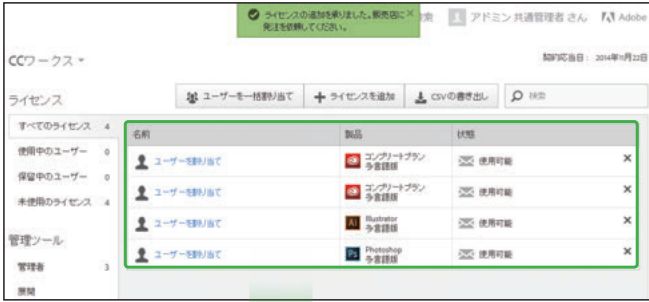 ライセンスの追加を承りました。販売店に ×
発注を依頼してください。
索
アドミン 共通管理者 さん
Adobe
CCワークス
契約応当日： 2014年11月22日
ライセンス
ユーザーを一括割り当て
ライセンスを追加
CSVの書き出し
検索
すべてのライセンス 4
使用中のユーザー 0
保留中のユーザー 0
未使用のライセンス 4
管理ツール
管理者 3
展開
名前 製品 状態
ユーザーを割り当て コンプリートプラン 多言語版 使用可能 ×
ユーザーを割り当て コンプリートプラン 多言語版 使用可能 ×
ユーザーを割り当て Ai Illustrator 多言語版 使用可能 ×
ユーザーを割り当て Ps Photoshop 多言語版 使用可能 ×